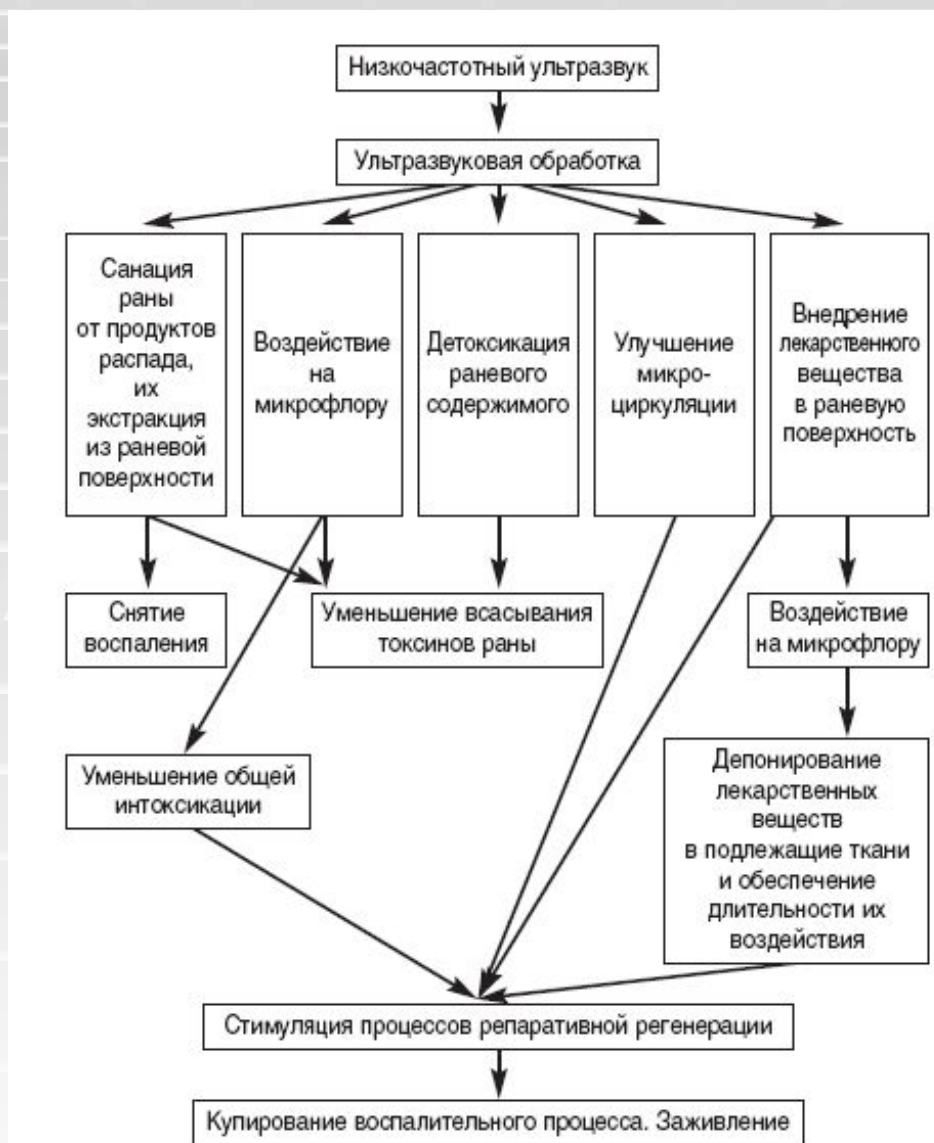 Низкочастотный ультразвук
Ультразвуковая обработка
Санация
раны
от продуктов
распада,
их
экстракция
из раневой
поверхности
Воздействие
на
микрофлору
Детоксикация
раневого
содержимого
Улучшение
микро-
циркуляции
Внедрение
лекарственного
вещества
в раневую
поверхность
Снятие
воспаления
Уменьшение всасывания
токсинов раны
Воздействие
на микрофлору
Уменьшение общей
интоксикации
Депонирование
лекарственных
веществ
в подлежащие ткани
и обеспечение
длительности их
воздействия
Стимуляция процессов репаративной регенерации
Купирование воспалительного процесса. Заживление